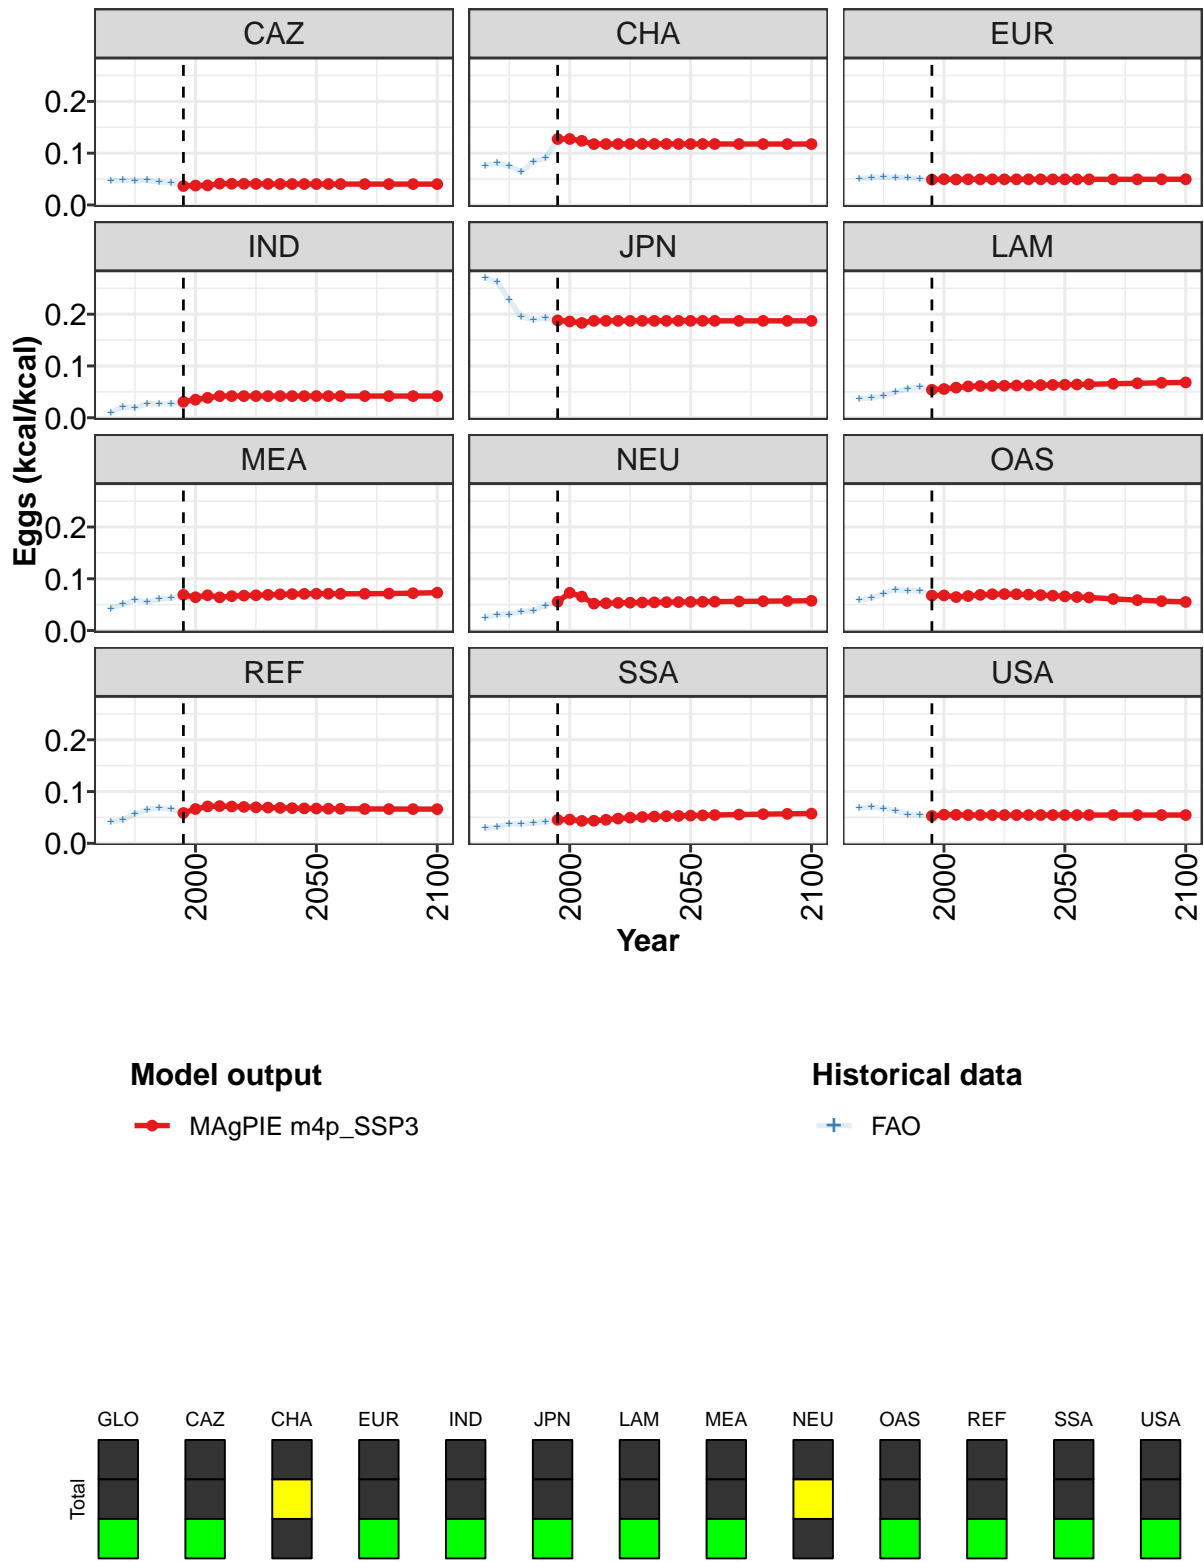 CAZ CHA EUR
0.2
0.1
0.0
IND JPN LAM
0.2
0.1
0.0
MEA NEU OAS
0.2
0.1
0.0
REF SSA USA
0.2
0.1
0.0
2000 2050 2100 2000 2050 2100 2000 2050 2100
Eggs (kcal/kcal)
Year
Model output
MAgPIE m4p_SSP3
Historical data
FAO
GLO CAZ CHA EUR IND JPN LAM MEA NEU OAS REF SSA USA
Total